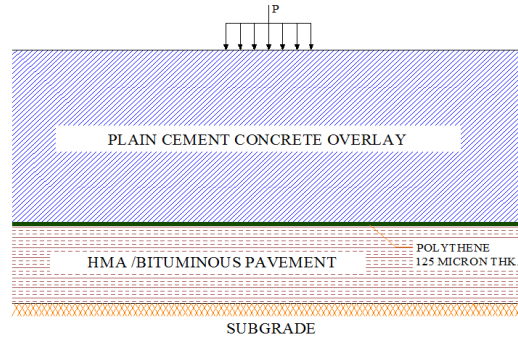 P
PLAIN CEMENT CONCRETE OVERLAY
POLYTHENE
125 MICRON THK.
HMA /BITUMINOUS PAVEMENT
SUBGRADE